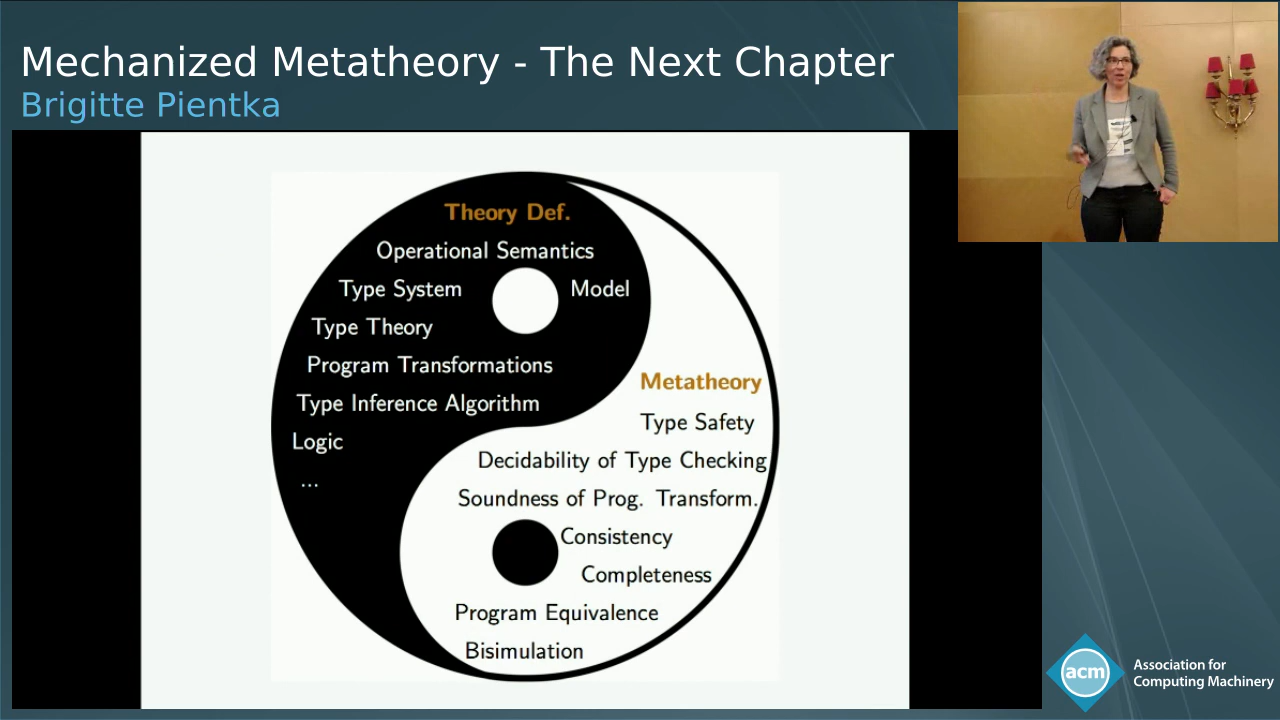 Mechanized Metatheory - The Next Chapter
Brigitte Pientka
Theory Def.
Operational Semantics
Type System
Model
Type Theory
Program Transformations
Type Inference Algorithm
Logic
...
Metatheory
Type Safety
Decidability of Type Checking
Soundness of Prog. Transform.
Consistency
Completeness
Program Equivalence
Bisimulation
acm
Association for
Computing Machinery